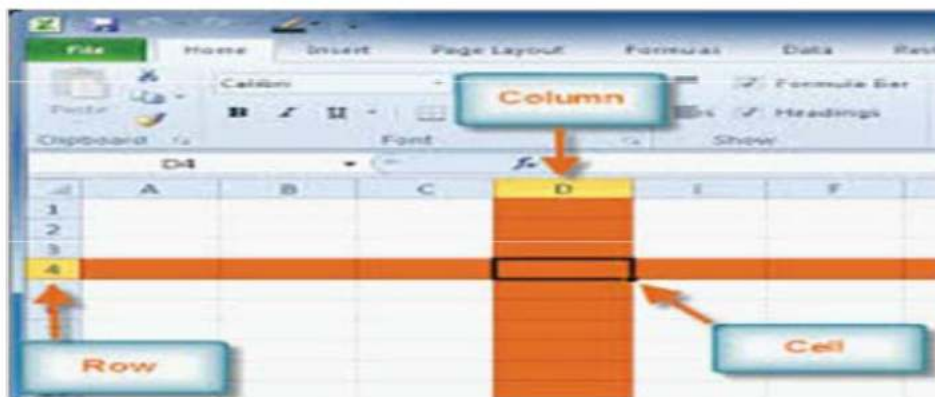 File Home Insert Page Layout Formulas Data
Calibri Formula Bar
Paste B I U Headings
Clipboard Font Show
Column
D4 fx
A B C D F
1
2
3
4
Row
Cell